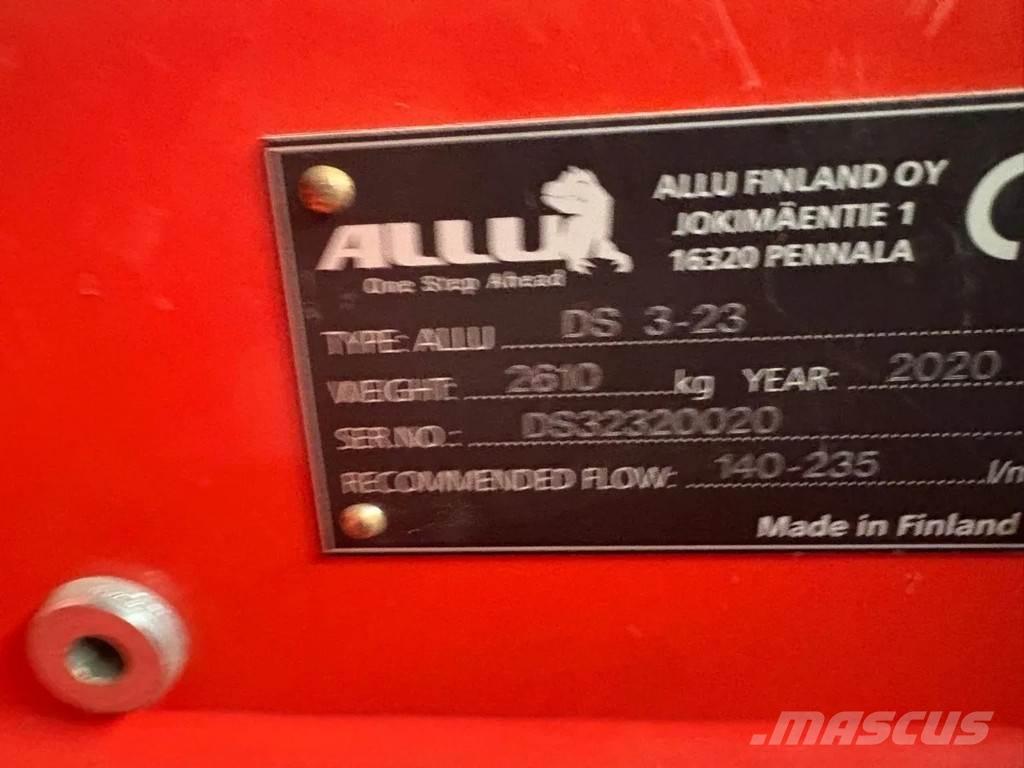 ALLU
One Step Ahead
ALLU FINLAND OY
JOKIMÄENTIE 1
16320 PENNALA
TYPE: ALLU DS 3-23
WEIGHT: 2610 kg YEAR: 2020
SER.NO.: DS32320020
RECOMMENDED FLOW: 140-235
Made in Finland
.MASCUS